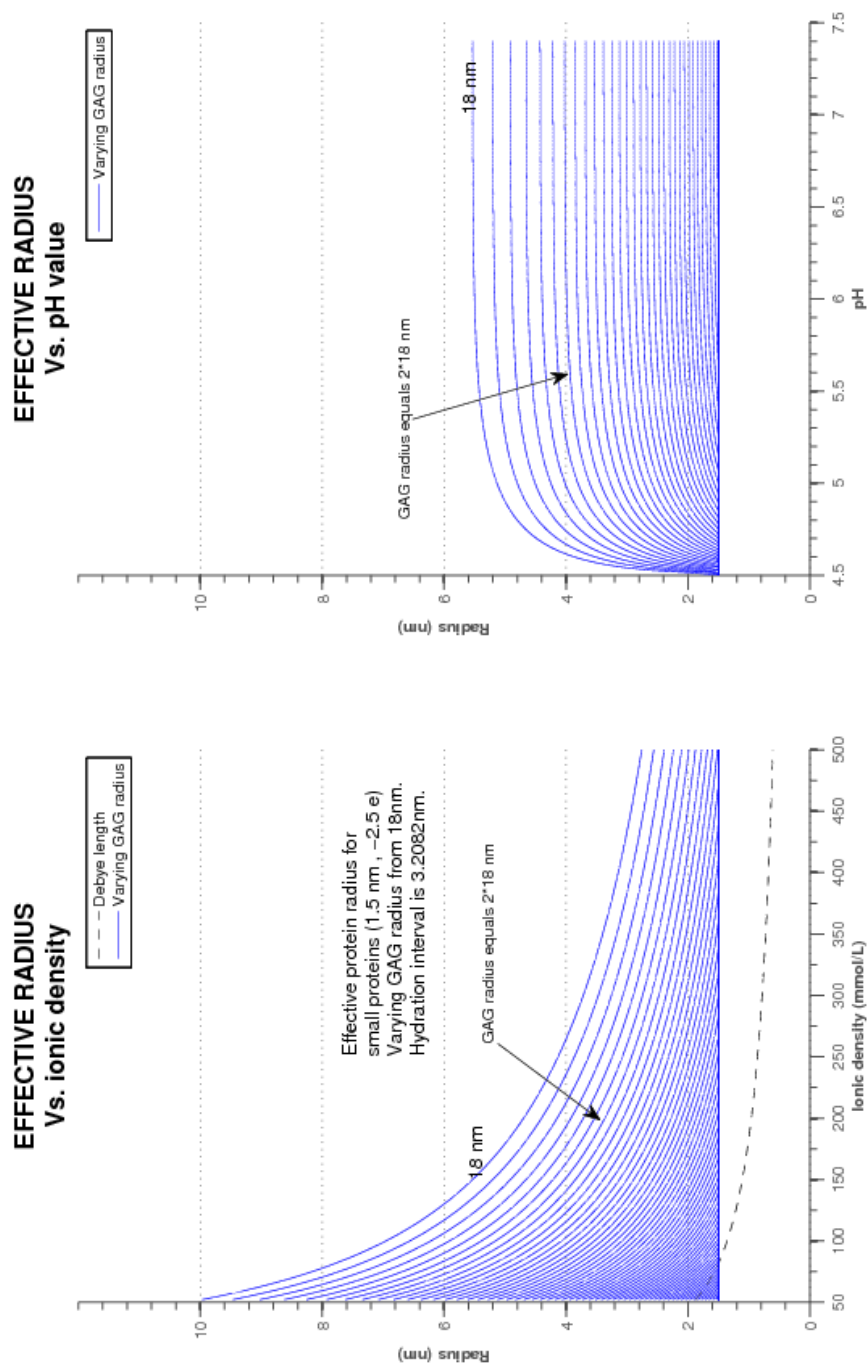 EFFECTIVE RADIUS
Vs. ionic density
Debye length
Varying GAG radius
Effective protein radius for
small proteins (1.5 nm , −2.5 e)
Varying GAG radius from 18nm.
Hydration interval is 3.2082nm.
GAG radius equals 2*18 nm
18 nm
Radius (nm)
10
8
6
4
2
0
50
100
150
200
250
300
350
400
450
500
Ionic density (mmol/L)
EFFECTIVE RADIUS
Vs. pH value
Varying GAG radius
18 nm
GAG radius equals 2*18 nm
Radius (nm)
10
8
6
4
2
0
4.5
5
5.5
6
6.5
7
7.5
pH